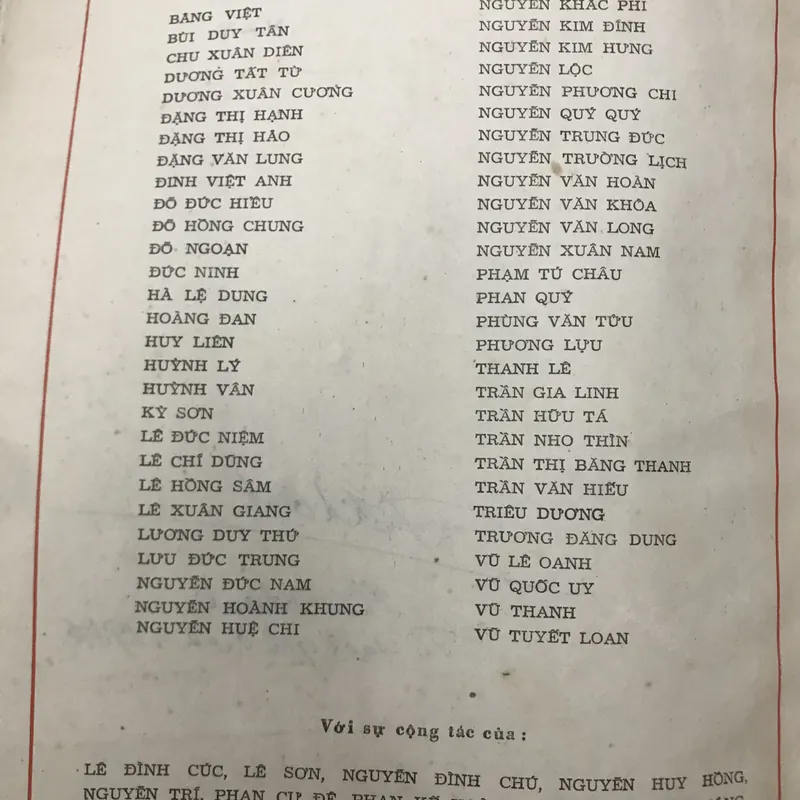 BẰNG VIỆT
BÙI DUY TÂN
CHU XUÂN DIÊN
DƯƠNG TẤT TỪ
DƯƠNG XUÂN CƯƠNG
ĐẶNG THỊ HẠNH
ĐẶNG THỊ HẢO
ĐẶNG VĂN LUNG
ĐINH VIỆT ANH
ĐỖ ĐỨC HIỂU
ĐỖ HỒNG CHUNG
ĐỖ NGOẠN
ĐỨC NINH
HÀ LỆ DUNG
HOÀNG ĐAN
HUY LIÊN
HUỲNH LÝ
HUỲNH VÂN
KỲ SƠN
LÊ ĐỨC NIỆM
LÊ CHÍ DŨNG
LÊ HỒNG SÂM
LÊ XUÂN GIANG
LƯƠNG DUY THỨ
LƯU ĐỨC TRUNG
NGUYỄN ĐỨC NAM
NGUYỄN HOÀNH KHUNG
NGUYỄN HUỆ CHI
NGUYỄN KHẮC PHI
NGUYỄN KIM ĐÍNH
NGUYỄN KIM HƯNG
NGUYỄN LỘC
NGUYỄN PHƯƠNG CHI
NGUYỄN QUÝ QUÝ
NGUYỄN TRUNG ĐỨC
NGUYỄN TRƯỜNG LỊCH
NGUYỄN VĂN HOÀN
NGUYỄN VĂN KHỎA
NGUYỄN VĂN LONG
NGUYỄN XUÂN NAM
PHẠM TÚ CHÂU
PHAN QUÝ
PHÙNG VĂN TỬU
PHƯƠNG LỰU
THANH LÊ
TRẦN GIA LINH
TRẦN HỮU TÁ
TRẦN NHO THÌN
TRẦN THỊ BĂNG THANH
TRẦN VĂN HIẾU
TRIÊU DƯƠNG
TRƯƠNG ĐĂNG DUNG
VŨ LÊ OANH
VŨ QUỐC UY
VŨ THANH
VŨ TUYẾT LOAN
Với sự cộng tác của :
LÊ ĐÌNH CÚC, LÊ SƠN, NGUYỄN ĐÌNH CHÚ, NGUYỄN HUY HỒNG,
NGUYỄN TRÍ, PHAN CỰ ĐỆ, PHAN